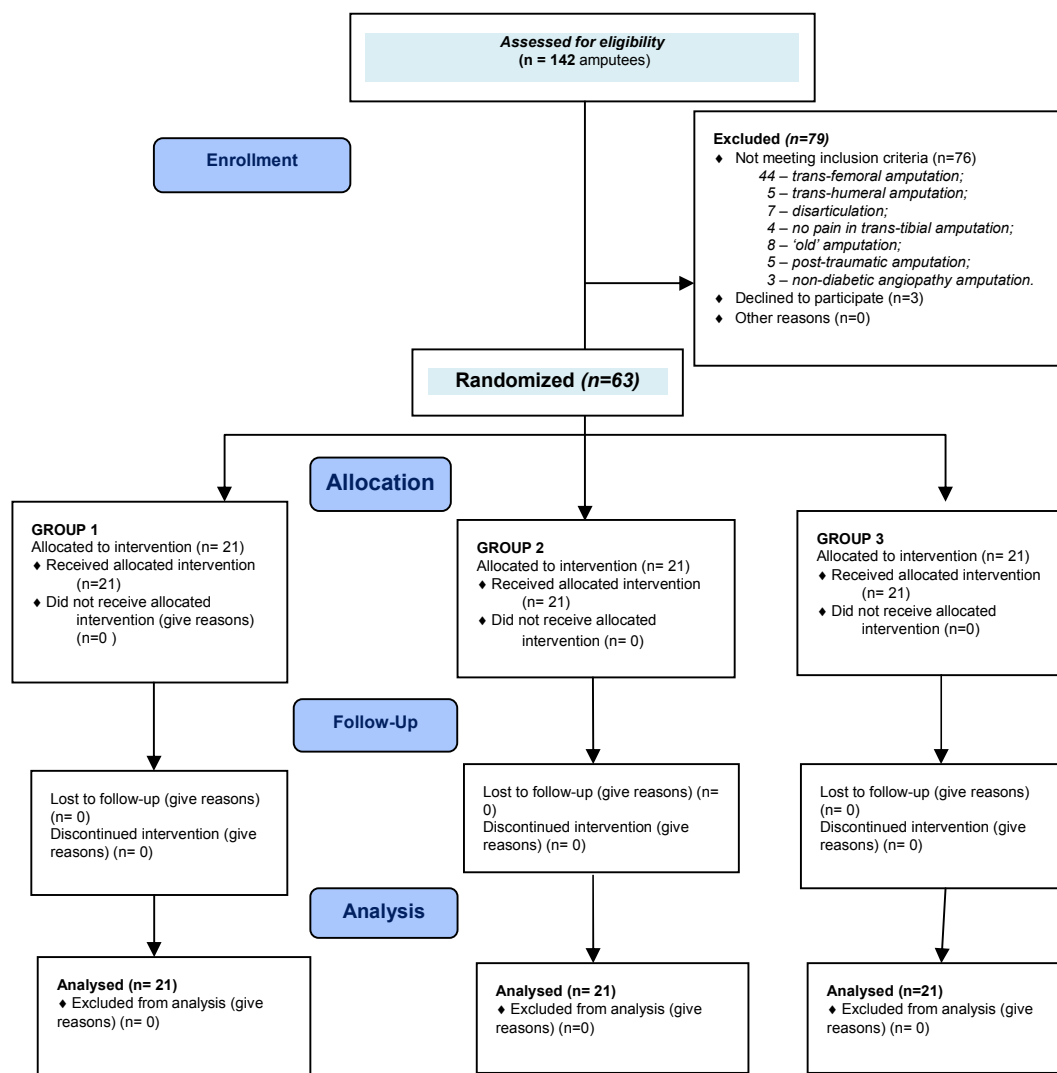 Assessed for eligibility
(n = 142 amputees)
Enrollment
Excluded (n=79)
♦ Not meeting inclusion criteria (n=76)
44 – trans-femoral amputation;
5 – trans-humeral amputation;
7 – disarticulation;
4 – no pain in trans-tibial amputation;
8 – ‘old’ amputation;
5 – post-traumatic amputation;
3 – non-diabetic angiopathy amputation.
♦ Declined to participate (n=3)
♦ Other reasons (n=0)
Randomized (n=63)
Allocation
GROUP 1
Allocated to intervention (n= 21)
♦ Received allocated intervention
(n=21)
♦ Did not receive allocated
intervention (give reasons)
(n=0 )
GROUP 2
Allocated to intervention (n= 21)
♦ Received allocated intervention
(n= 21)
♦ Did not receive allocated
intervention (n= 0)
GROUP 3
Allocated to intervention (n= 21)
♦ Received allocated intervention
(n= 21)
♦ Did not receive allocated
intervention (n=0)
Follow-Up
Lost to follow-up (give reasons)
(n= 0)
Discontinued intervention (give
reasons) (n= 0)
Lost to follow-up (give reasons) (n=
0)
Discontinued intervention (give
reasons) (n= 0)
Lost to follow-up (give reasons)
(n= 0)
Discontinued intervention (give
reasons) (n= 0)
Analysis
Analysed (n= 21)
♦ Excluded from analysis (give
reasons) (n= 0)
Analysed (n= 21)
♦ Excluded from analysis (give
reasons) (n=0)
Analysed (n=21)
♦ Excluded from analysis (give
reasons) (n= 0)